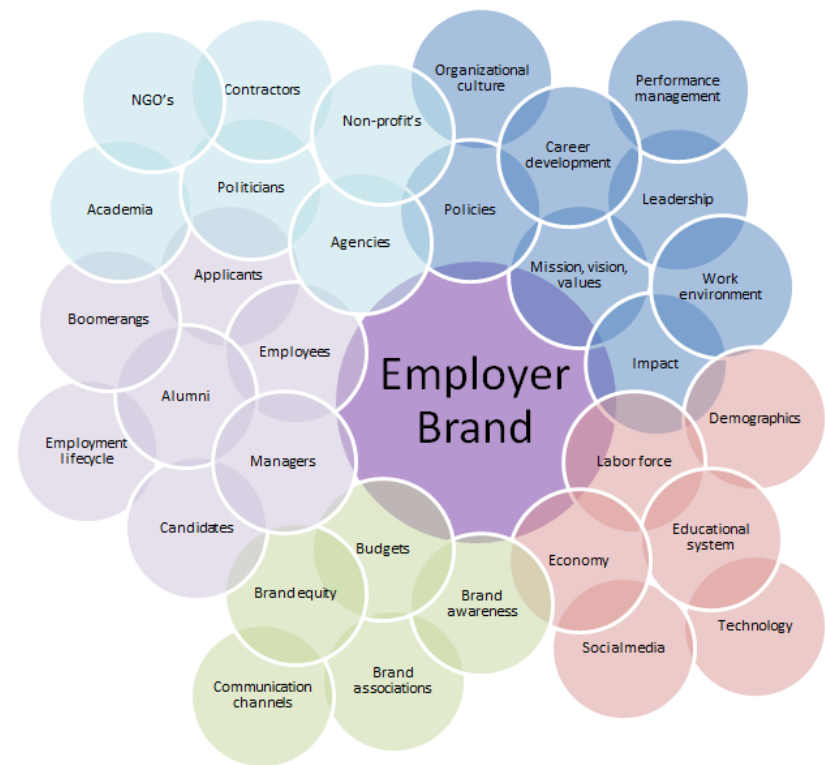 NGO's
Contractors
Non-profit's
Academia
Politicians
Agencies
Organizational
culture
Performance
management
Career
development
Policies
Leadership
Mission, vision,
values
Work
environment
Impact
Applicants
Boomerangs
Employees
Alumni
Employment
lifecycle
Managers
Candidates
Employer
Brand
Demographics
Labor force
Educational
system
Economy
Technology
Social media
Budgets
Brand equity
Brand
awareness
Brand
associations
Communication
channels